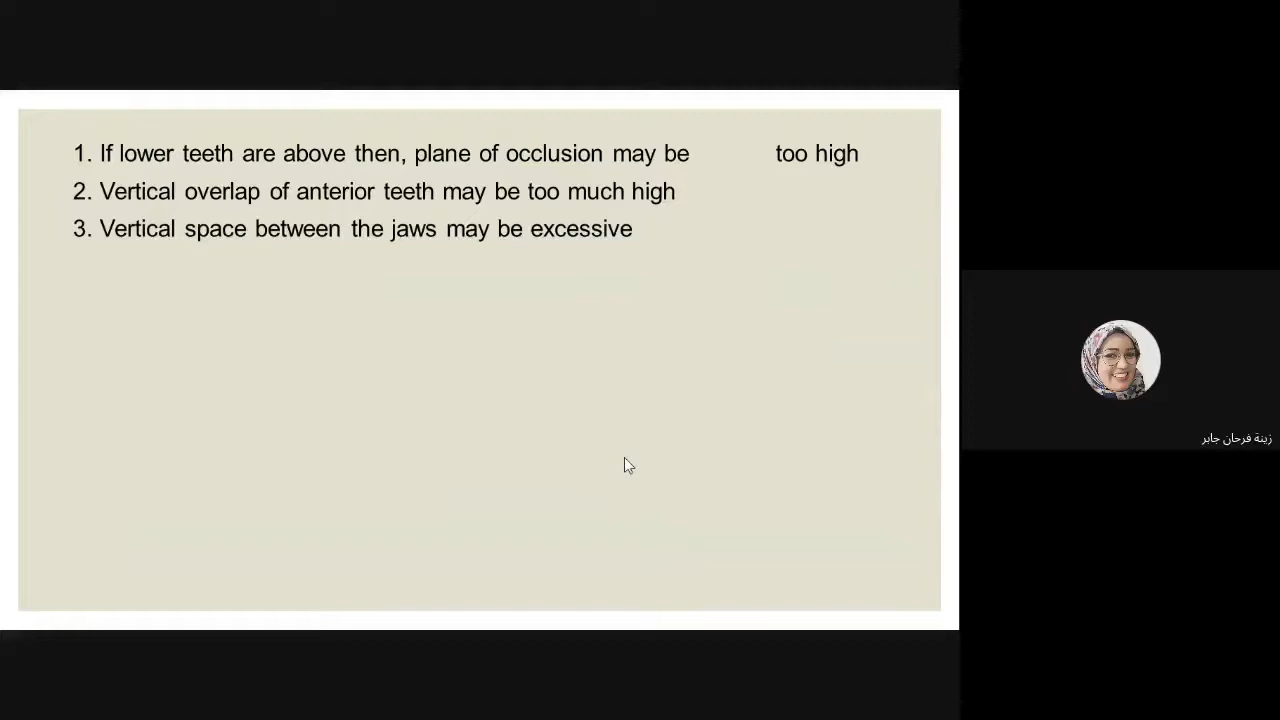 1. If lower teeth are above then, plane of occlusion may be too high
2. Vertical overlap of anterior teeth may be too much high
3. Vertical space between the jaws may be excessive
زينة فرحان جابر